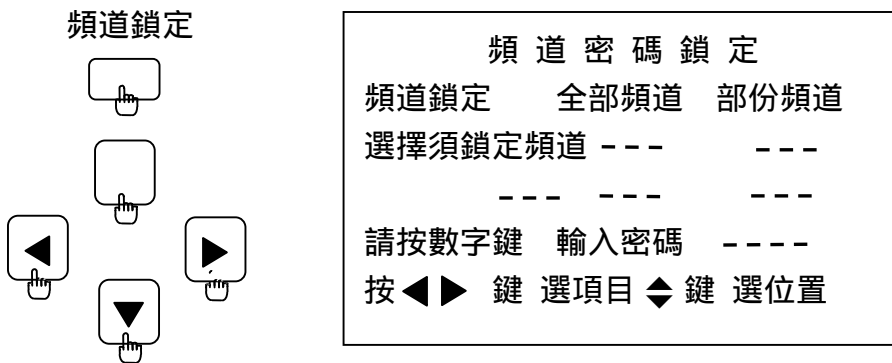 頻道鎖定
頻道密碼鎖定
頻道鎖定 全部頻道 部份頻道
選擇須鎖定頻道 --- ---
--- --- ---
請按數字鍵 輸入密碼 ----
按◀▶ 鍵 選項目 ◆ 鍵 選位置